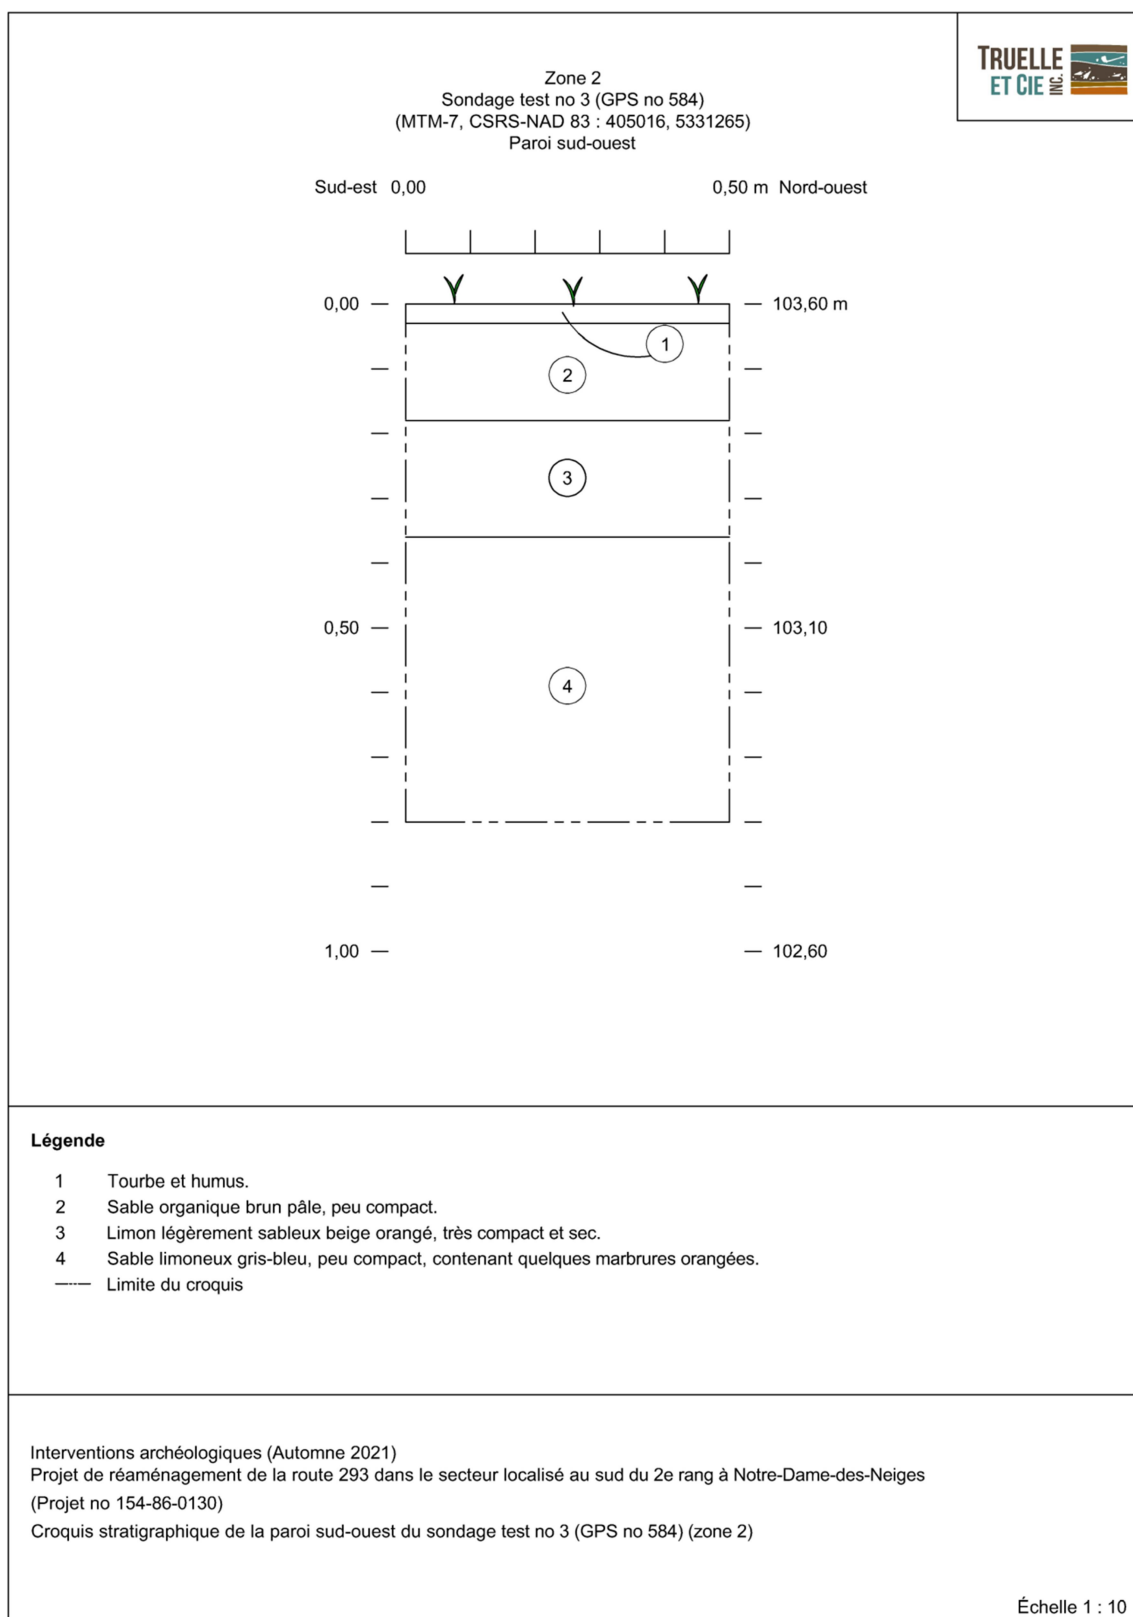 TRUELLE
ET CIE INC.
Zone 2
Sondage test no 3 (GPS no 584)
(MTM-7, CSRS-NAD 83 : 405016, 5331265)
Paroi sud-ouest
Sud-est 0,00 0,50 m Nord-ouest
0,00 103,60 m
1
2
3
0,50 103,10
4
1,00 102,60
Légende
1 Tourbe et humus.
2 Sable organique brun pâle, peu compact.
3 Limon légèrement sableux beige orangé, très compact et sec.
4 Sable limoneux gris-bleu, peu compact, contenant quelques marbrures orangées.
Limite du croquis
Interventions archéologiques (Automne 2021)
Projet de réaménagement de la route 293 dans le secteur localisé au sud du 2e rang à Notre-Dame-des-Neiges
(Projet no 154-86-0130)
Croquis stratigraphique de la paroi sud-ouest du sondage test no 3 (GPS no 584) (zone 2)
Échelle 1 : 10